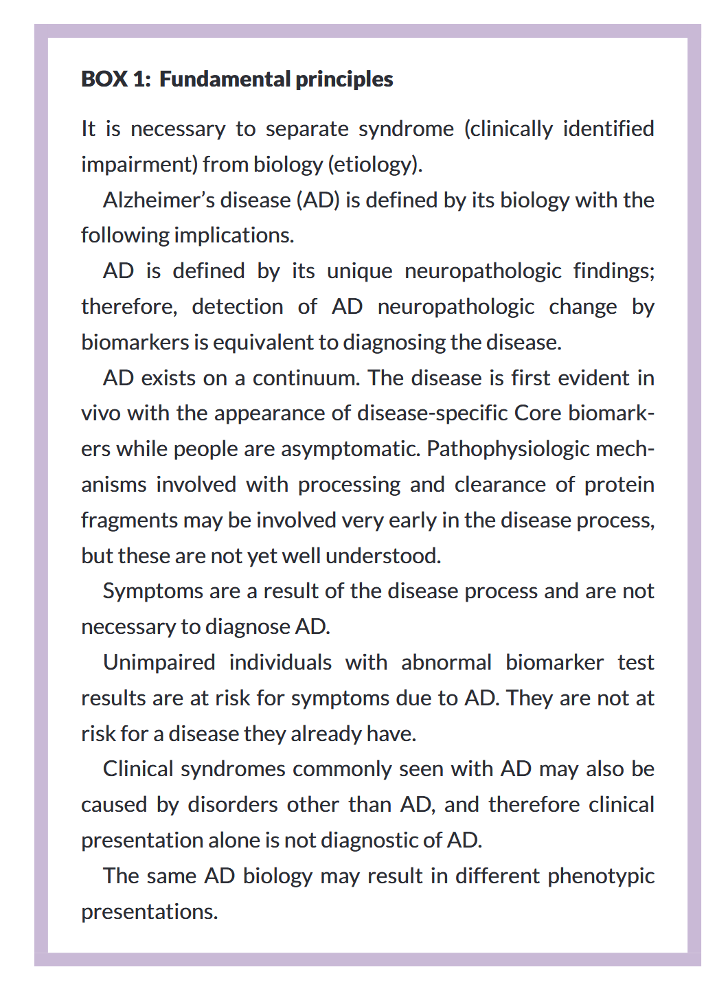 BOX 1: Fundamental principles
It is necessary to separate syndrome (clinically identified
impairment) from biology (etiology).
Alzheimer’s disease (AD) is defined by its biology with the
following implications.
AD is defined by its unique neuropathologic findings;
therefore, detection of AD neuropathologic change by
biomarkers is equivalent to diagnosing the disease.
AD exists on a continuum. The disease is first evident in
vivo with the appearance of disease-specific Core biomark-
ers while people are asymptomatic. Pathophysiologic mech-
anisms involved with processing and clearance of protein
fragments may be involved very early in the disease process,
but these are not yet well understood.
Symptoms are a result of the disease process and are not
necessary to diagnose AD.
Unimpaired individuals with abnormal biomarker test
results are at risk for symptoms due to AD. They are not at
risk for a disease they already have.
Clinical syndromes commonly seen with AD may also be
caused by disorders other than AD, and therefore clinical
presentation alone is not diagnostic of AD.
The same AD biology may result in different phenotypic
presentations.